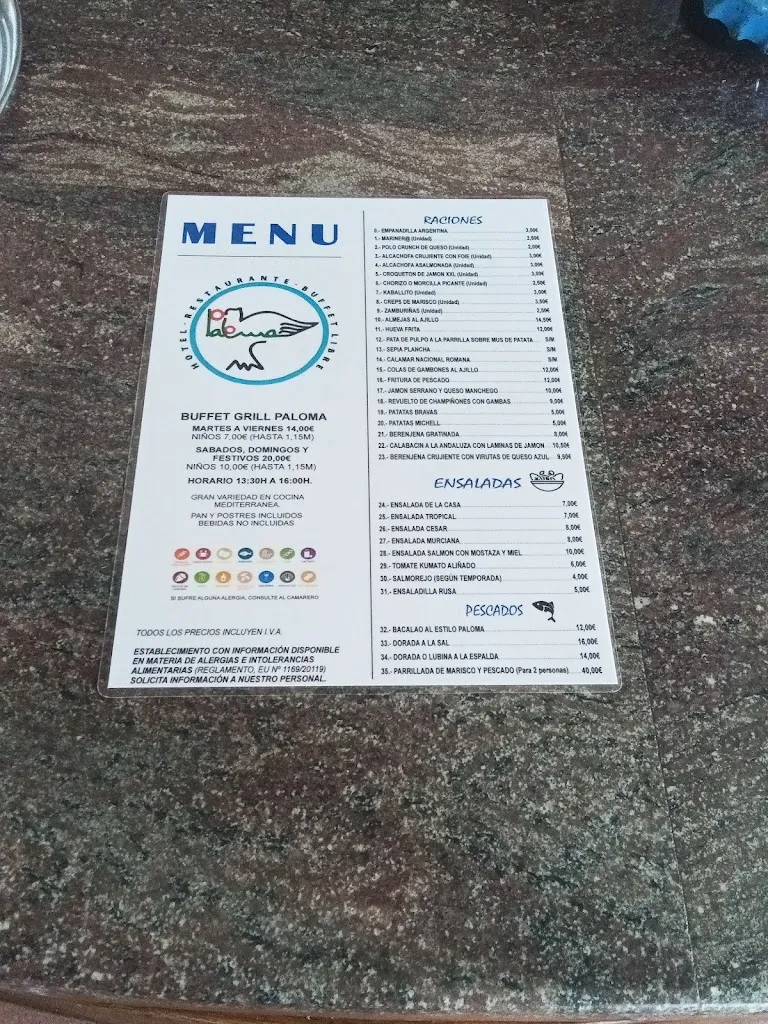 MENU
HOTEL - RESTAURANTE - BUFFET LIBRE
la Paloma
BUFFET GRILL PALOMA
MARTES A VIERNES 14,00€
NIÑOS 7,00€ (HASTA 1,15M)
SABADOS, DOMINGOS Y
FESTIVOS 20,00€
NIÑOS 10,00€ (HASTA 1,15M)
HORARIO 13:30H A 16:00H.
GRAN VARIEDAD EN COCINA
MEDITERRANEA.
PAN Y POSTRES INCLUIDOS
BEBIDAS NO INCLUIDAS
SI SUFRE ALGUNA ALERGIA, CONSULTE AL CAMARERO
TODOS LOS PRECIOS INCLUYEN I.V.A.
ESTABLECIMIENTO CON INFORMACIÓN DISPONIBLE
EN MATERIA DE ALERGIAS E INTOLERANCIAS
ALIMENTARIAS (REGLAMENTO, EU Nº 1169/20119)
SOLICITA INFORMACIÓN A NUESTRO PERSONAL.
RACIONES
0.- EMPANADILLA ARGENTINA 3,50€
1.- MARINER@ (Unidad) 2,50€
2.- POLO CRUNCH DE QUESO (Unidad) 2,00€
3.- ALCACHOFA CRUJIENTE CON FOIE (Unidad) 3,00€
4.- ALCACHOFA ASALMONADA (Unidad) 3,00€
5.- CROQUETON DE JAMON XXL (Unidad) 3,00€
6.- CHORIZO O MORCILLA PICANTE (Unidad) 2,50€
7.- KABALLITO (Unidad) 3,00€
8.- CREPS DE MARISCO (Unidad) 3,50€
9.- ZAMBURIÑAS (Unidad) 2,50€
10.- ALMEJAS AL AJILLO 14,50€
11.- HUEVA FRITA 12,00€
12.- PATA DE PULPO A LA PARRILLA SOBRE MUS DE PATATA S/M
13.- SEPIA PLANCHA S/M
14.- CALAMAR NACIONAL ROMANA S/M
15.- COLAS DE GAMBONES AL AJILLO 12,00€
16.- FRITURA DE PESCADO 12,00€
17.- JAMON SERRANO Y QUESO MANCHEGO 10,00€
18.- REVUELTO DE CHAMPIÑONES CON GAMBAS 9,00€
19.- PATATAS BRAVAS 5,00€
20.- PATATAS MICHELL 5,00€
21.- BERENJENA GRATINADA 8,00€
22.- CALABACIN A LA ANDALUZA CON LAMINAS DE JAMON 10,50€
23.- BERENJENA CRUJIENTE CON VIRUTAS DE QUESO AZUL 9,50€
ENSALADAS
24.- ENSALADA DE LA CASA 7,00€
25.- ENSALADA TROPICAL 7,00€
26.- ENSALADA CESAR 8,00€
27.- ENSALADA MURCIANA 8,00€
28.- ENSALADA SALMON CON MOSTAZA Y MIEL 10,00€
29.- TOMATE KUMATO ALIÑADO 6,00€
30.- SALMOREJO (SEGÚN TEMPORADA) 4,00€
31.- ENSALADILLA RUSA 5,00€
PESCADOS
32.- BACALAO AL ESTILO PALOMA 12,00€
33.- DORADA A LA SAL 16,00€
34.- DORADA O LUBINA A LA ESPALDA 14,00€
35.- PARRILLADA DE MARISCO Y PESCADO (Para 2 personas) 40,00€